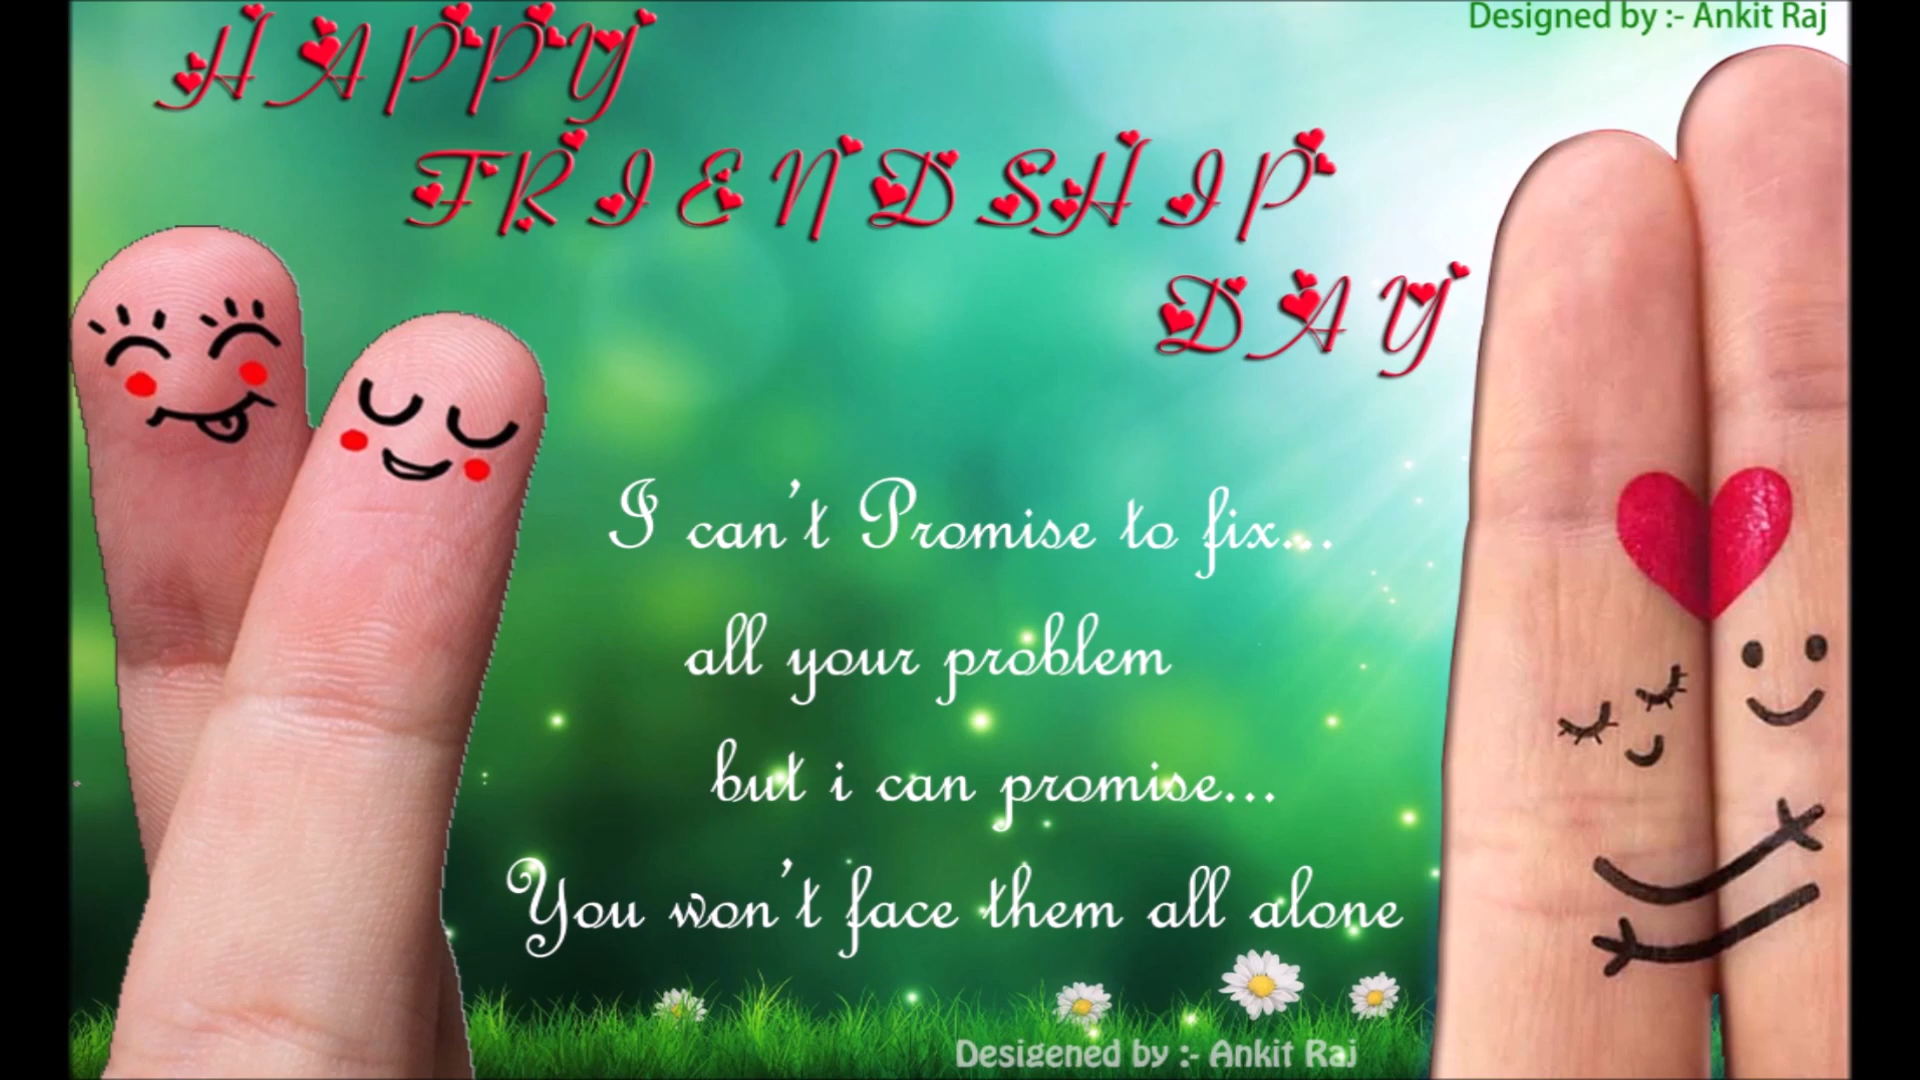 Designed by :- Ankit Raj
HAPPY
FRIENDSHIP
DAY
I can't Promise to fix...
all your problem
but i can promise...
You won't face them all alone
Desigened by :- Ankit Raj